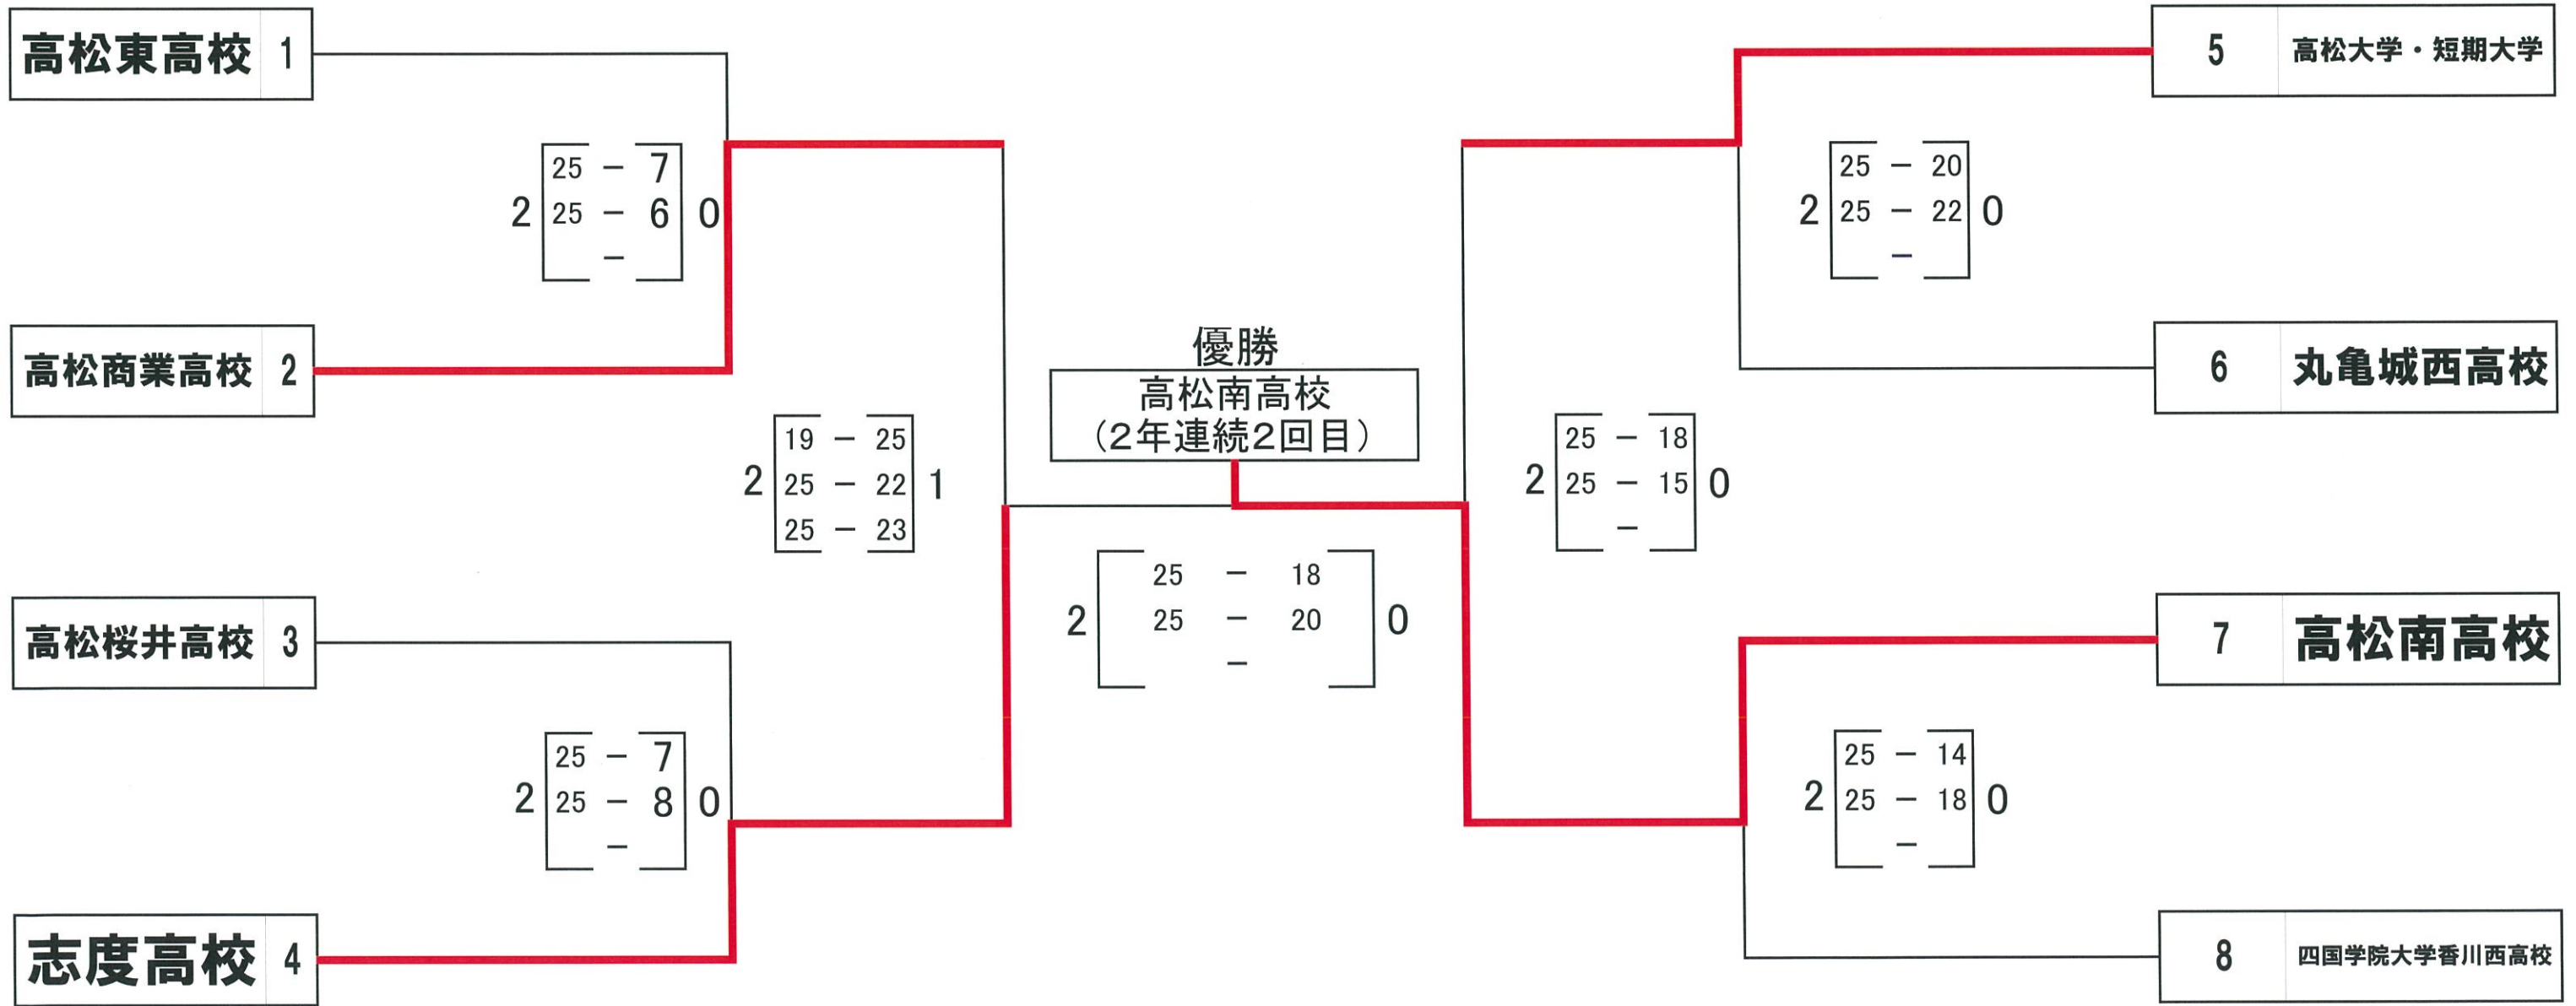 高松東高校 1
25 - 7
2 25 - 6 0
-
高松商業高校 2
19 - 25
2 25 - 22 1
25 - 23
高松桜井高校 3
25 - 7
2 25 - 8 0
-
志度高校 4
優勝
高松南高校
(2年連続2回目)
25 - 18
2 25 - 20 0
-
5 高松大学・短期大学
25 - 20
2 25 - 22 0
-
6 丸亀城西高校
25 - 18
2 25 - 15 0
-
7 高松南高校
25 - 14
2 25 - 18 0
-
8 四国学院大学香川西高校